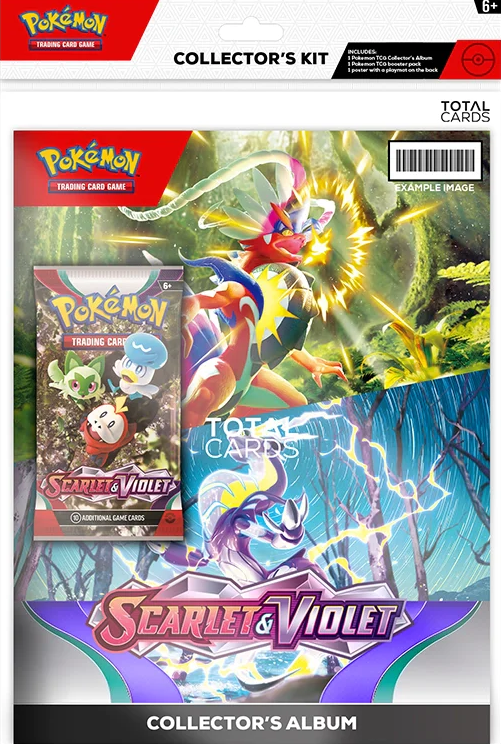 6+
POKéMON
TRADING CARD GAME
COLLECTOR'S KIT
INCLUDES:
1 Pokémon TCG Collector's Album
1 Pokémon TCG booster pack
1 poster with a playmat on the back
TOTAL
CARDS
POKéMON
TRADING CARD GAME
EXAMPLE IMAGE
6+
POKéMON
TRADING CARD
SCARLET & VIOLET
10 ADDITIONAL GAME CARDS
TOTAL
CARDS
SCARLET & VIOLET
COLLECTOR'S ALBUM